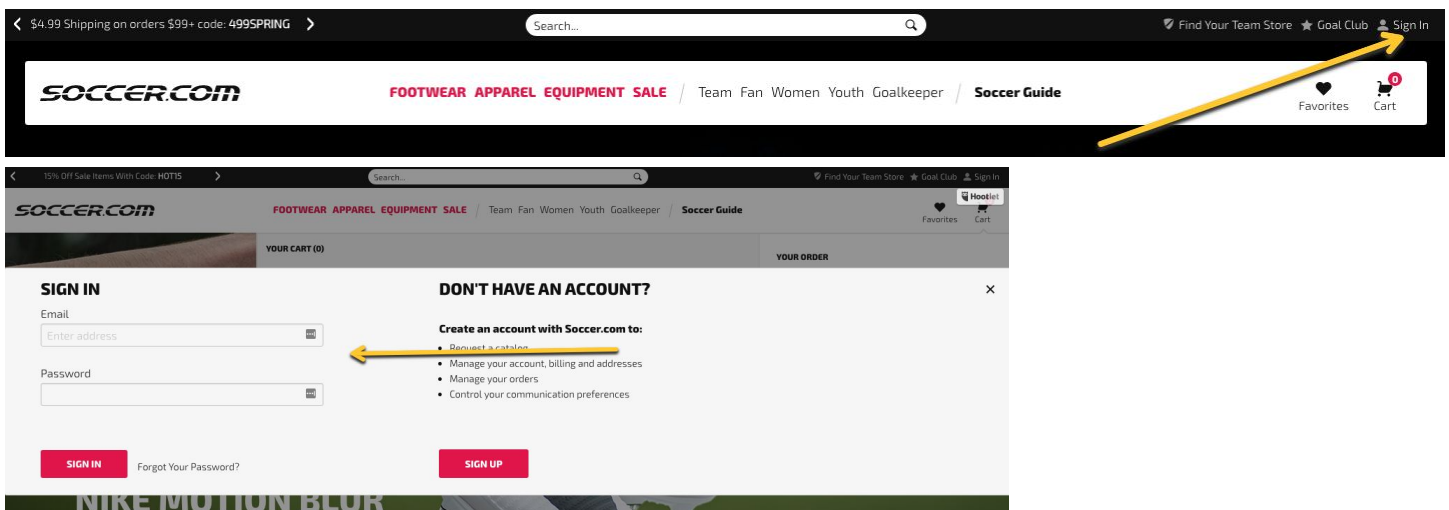 $4.99 Shipping on orders $99+ code: 499SPRING
Search...
Find Your Team Store Goal Club Sign In
SOCCER.COM
FOOTWEAR APPAREL EQUIPMENT SALE / Team Fan Women Youth Goalkeeper / Soccer Guide
0
Favorites Cart
15% Off Sale Items With Code: HOT15
Search...
Find Your Team Store Goal Club Sign In
Hootlet
SOCCER.COM
FOOTWEAR APPAREL EQUIPMENT SALE / Team Fan Women Youth Goalkeeper / Soccer Guide
Favorites Cart
YOUR CART (0)
YOUR ORDER
SIGN IN
Email
Enter address
Password
SIGN IN
Forgot Your Password?
DON'T HAVE AN ACCOUNT?
Create an account with Soccer.com to:
• Request a catalog
• Manage your account, billing and addresses
• Manage your orders
• Control your communication preferences
SIGN UP
NIKE MOTION BLUR